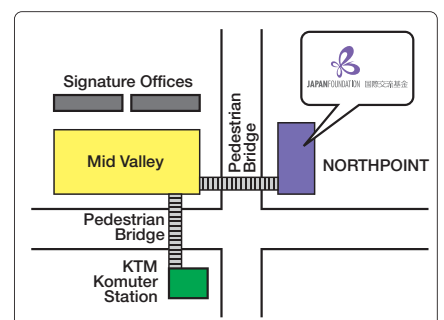 Signature Offices
Mid Valley
Pedestrian
Bridge
JAPANFOUNDATION 国際交流基金
NORTHPOINT
Pedestrian
Bridge
KTM
Komuter
Station